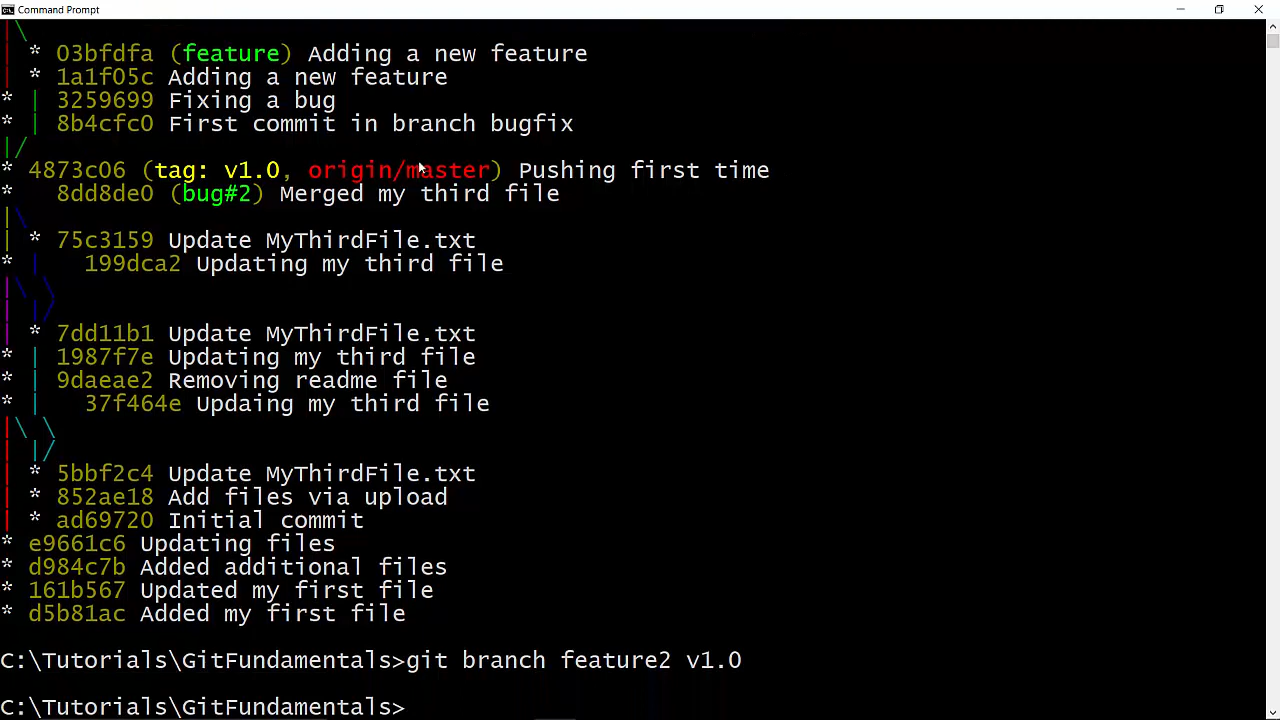 Command Prompt
|\
| * 03bfdfa (feature) Adding a new feature
| * 1a1f05c Adding a new feature
* | 3259699 Fixing a bug
* | 8b4cfc0 First commit in branch bugfix
|/
* 4873c06 (tag: v1.0, origin/master) Pushing first time
*   8dd8de0 (bug#2) Merged my third file
|\
| * 75c3159 Update MyThirdFile.txt
* |   199dca2 Updating my third file
|\ \
| |/
| * 7dd11b1 Update MyThirdFile.txt
* | 1987f7e Updating my third file
* | 9daeae2 Removing readme file
* |   37f464e Updaing my third file
|\ \
| |/
| * 5bbf2c4 Update MyThirdFile.txt
| * 852ae18 Add files via upload
| * ad69720 Initial commit
* e9661c6 Updating files
* d984c7b Added additional files
* 161b567 Updated my first file
* d5b81ac Added my first file
C:\Tutorials\GitFundamentals>git branch feature2 v1.0
C:\Tutorials\GitFundamentals>